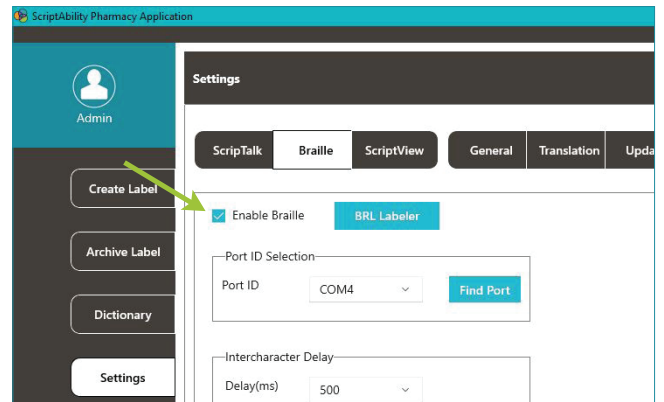 ScriptAbility Pharmacy Application
Settings
Admin
ScripTalk Braille ScriptView General Translation
Create Label
Enable Braille BRL Labeler
Port ID Selection
Archive Label
Port ID COM4 Find Port
Dictionary
Intercharacter Delay
Settings
Delay(ms) 500